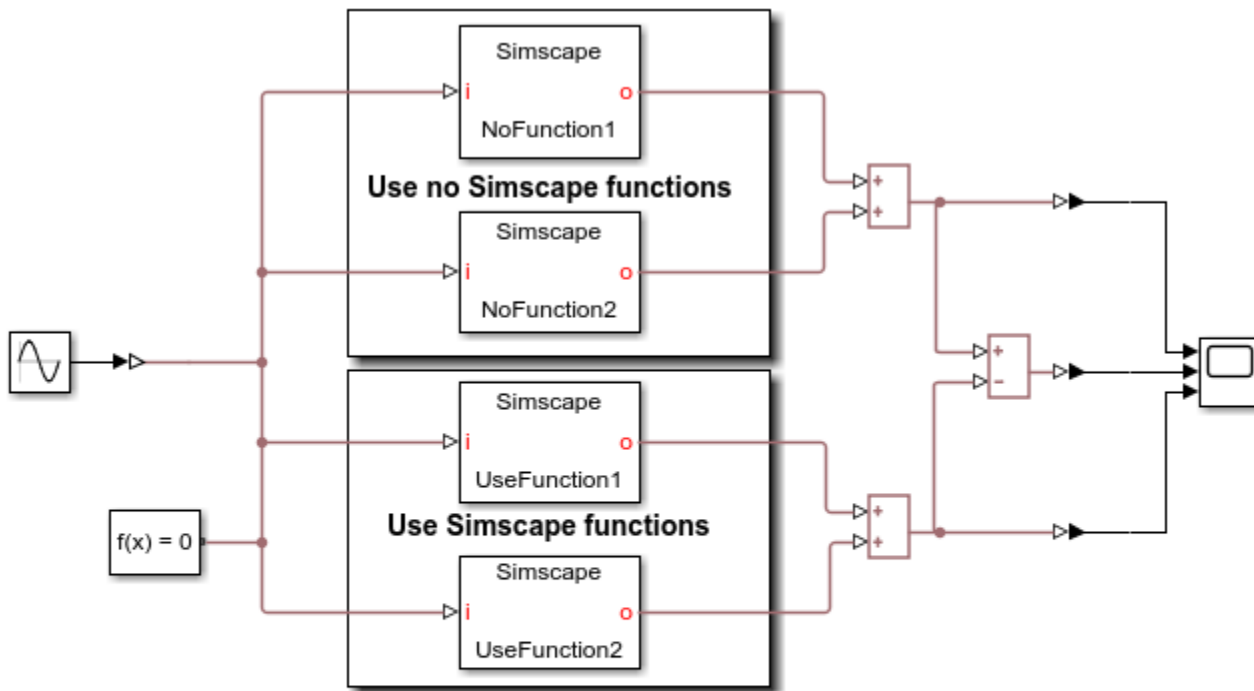 Simscape
i o
NoFunction1
Use no Simscape functions
Simscape
i o
NoFunction2
+
+
+
−
Simscape
i o
UseFunction1
Use Simscape functions
f(x) = 0
+
+
Simscape
i o
UseFunction2